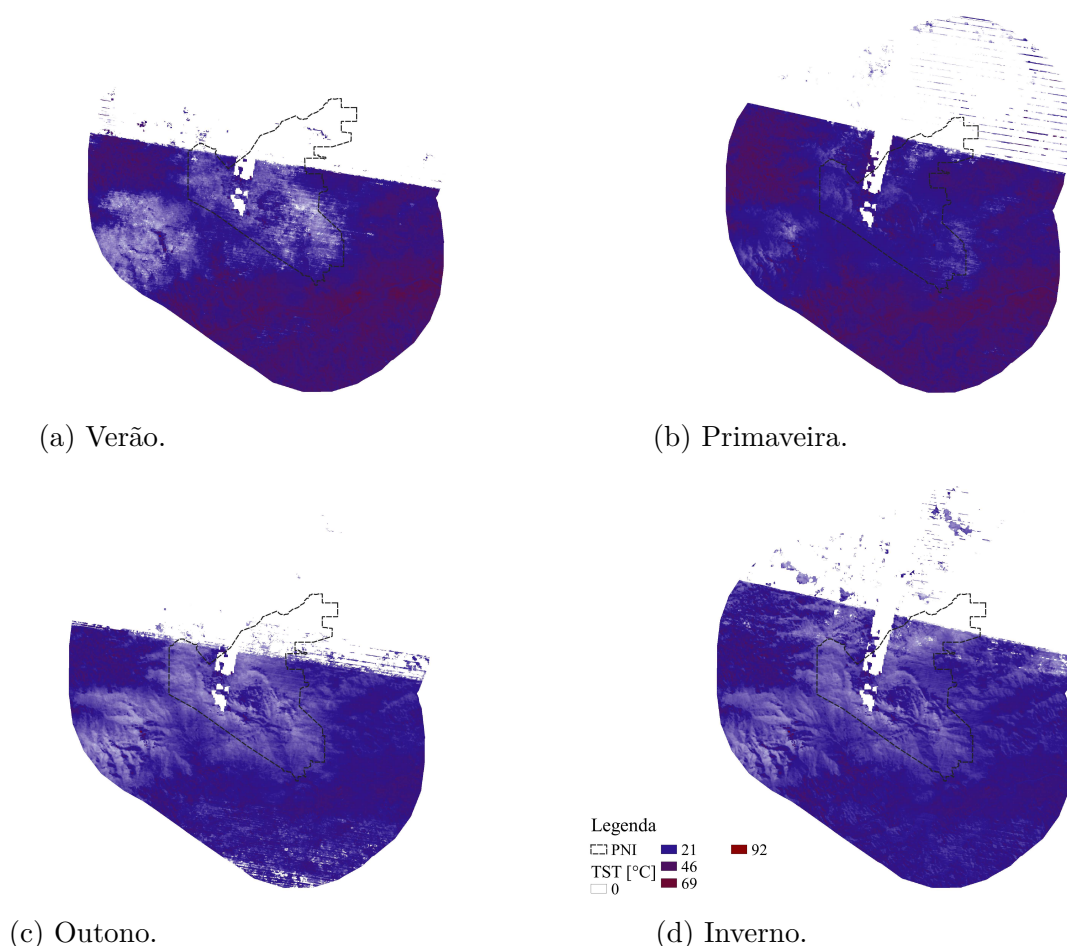 (a) Verão.
(b) Primaveira.
(c) Outono.
Legenda
PNI
TST [°C]
0
21
46
69
92
(d) Inverno.